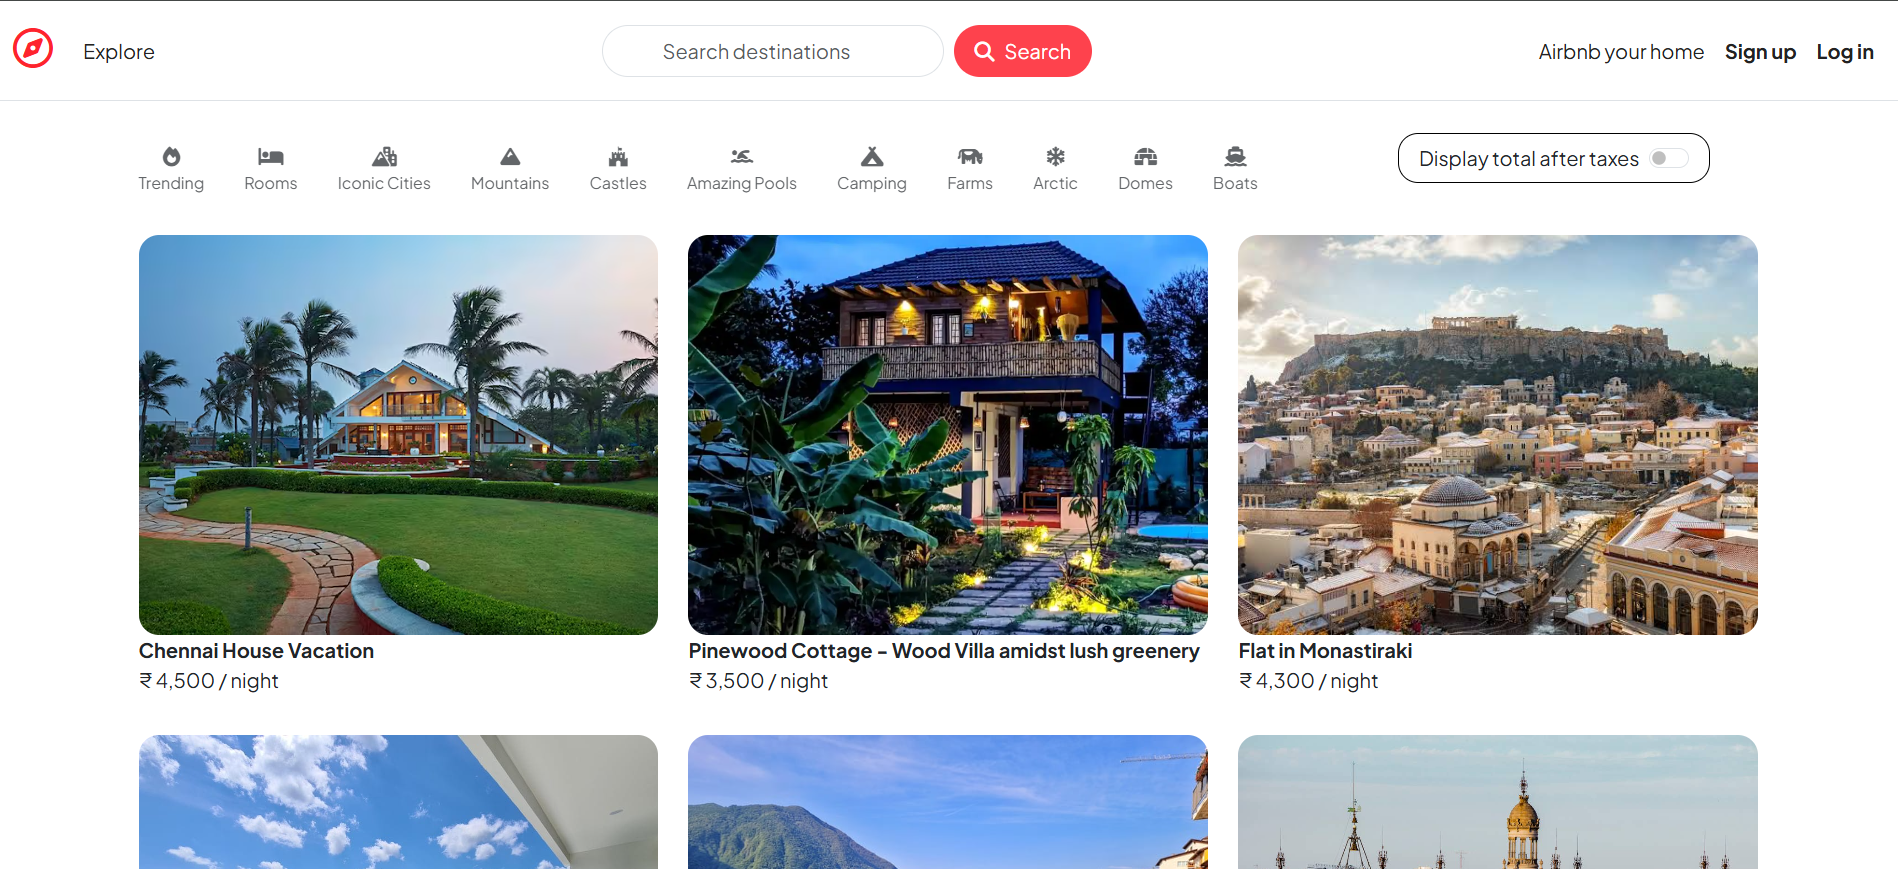 Explore
Search destinations
Search
Airbnb your home
Sign up
Log in
Trending
Rooms
Iconic Cities
Mountains
Castles
Amazing Pools
Camping
Farms
Arctic
Domes
Boats
Display total after taxes
Chennai House Vacation
₹ 4,500 / night
Pinewood Cottage - Wood Villa amidst lush greenery
₹ 3,500 / night
Flat in Monastiraki
₹ 4,300 / night